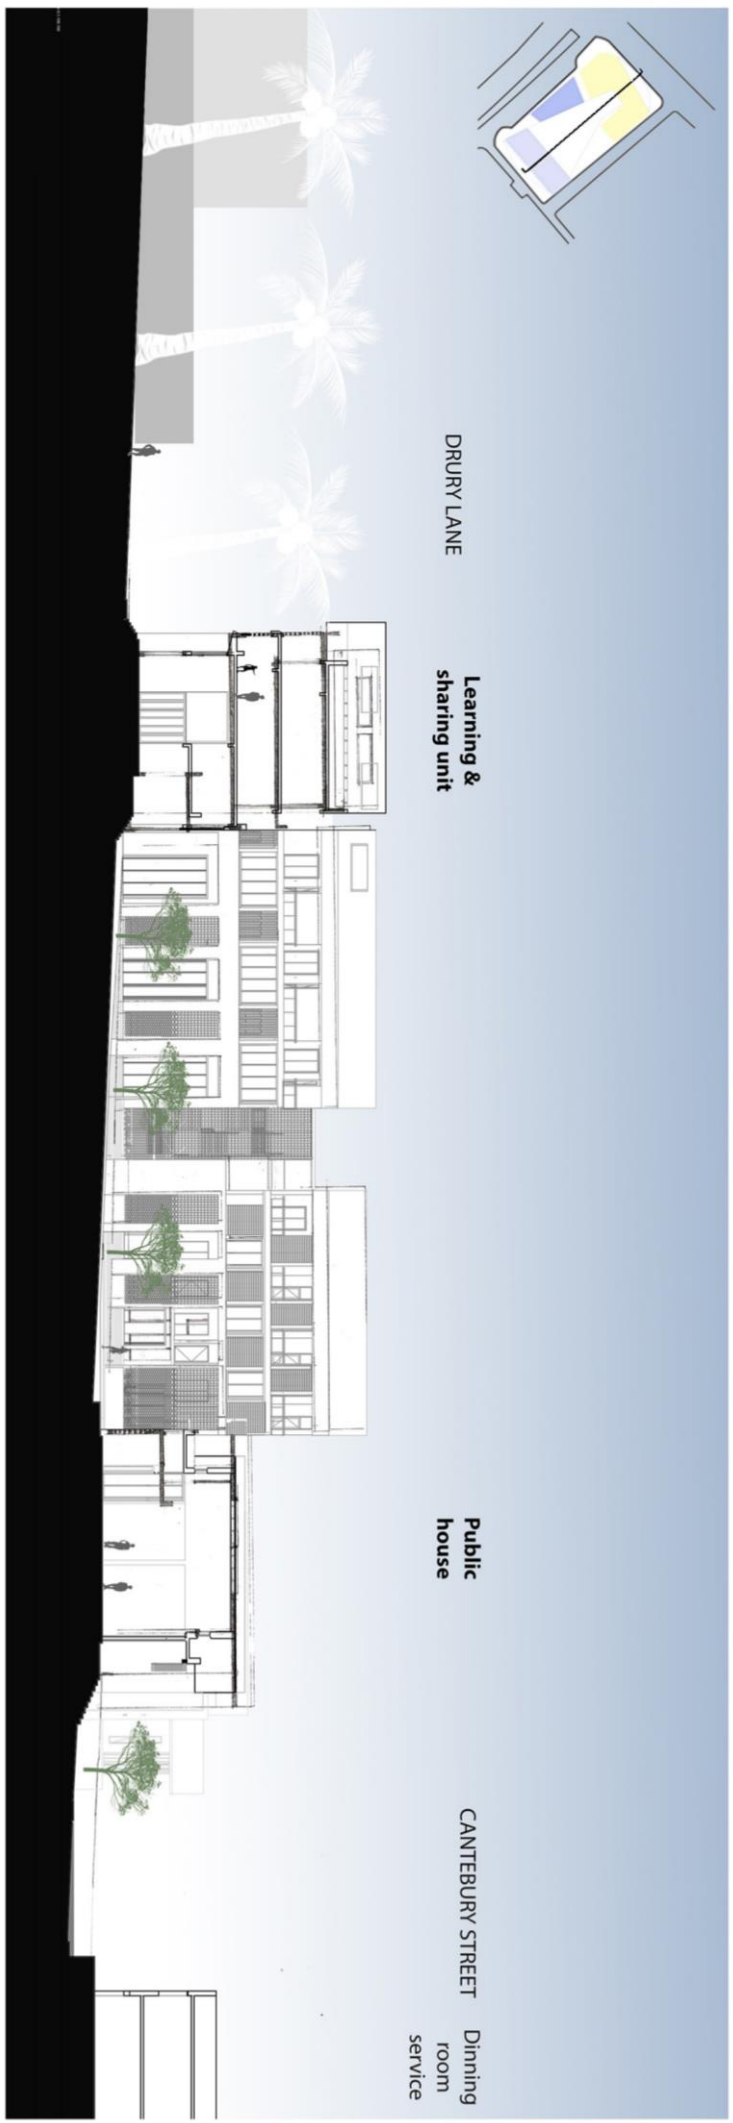 DRURY LANE
Learning &
sharing unit
Public
house
CANTEBURY STREET
Dinning
room
service